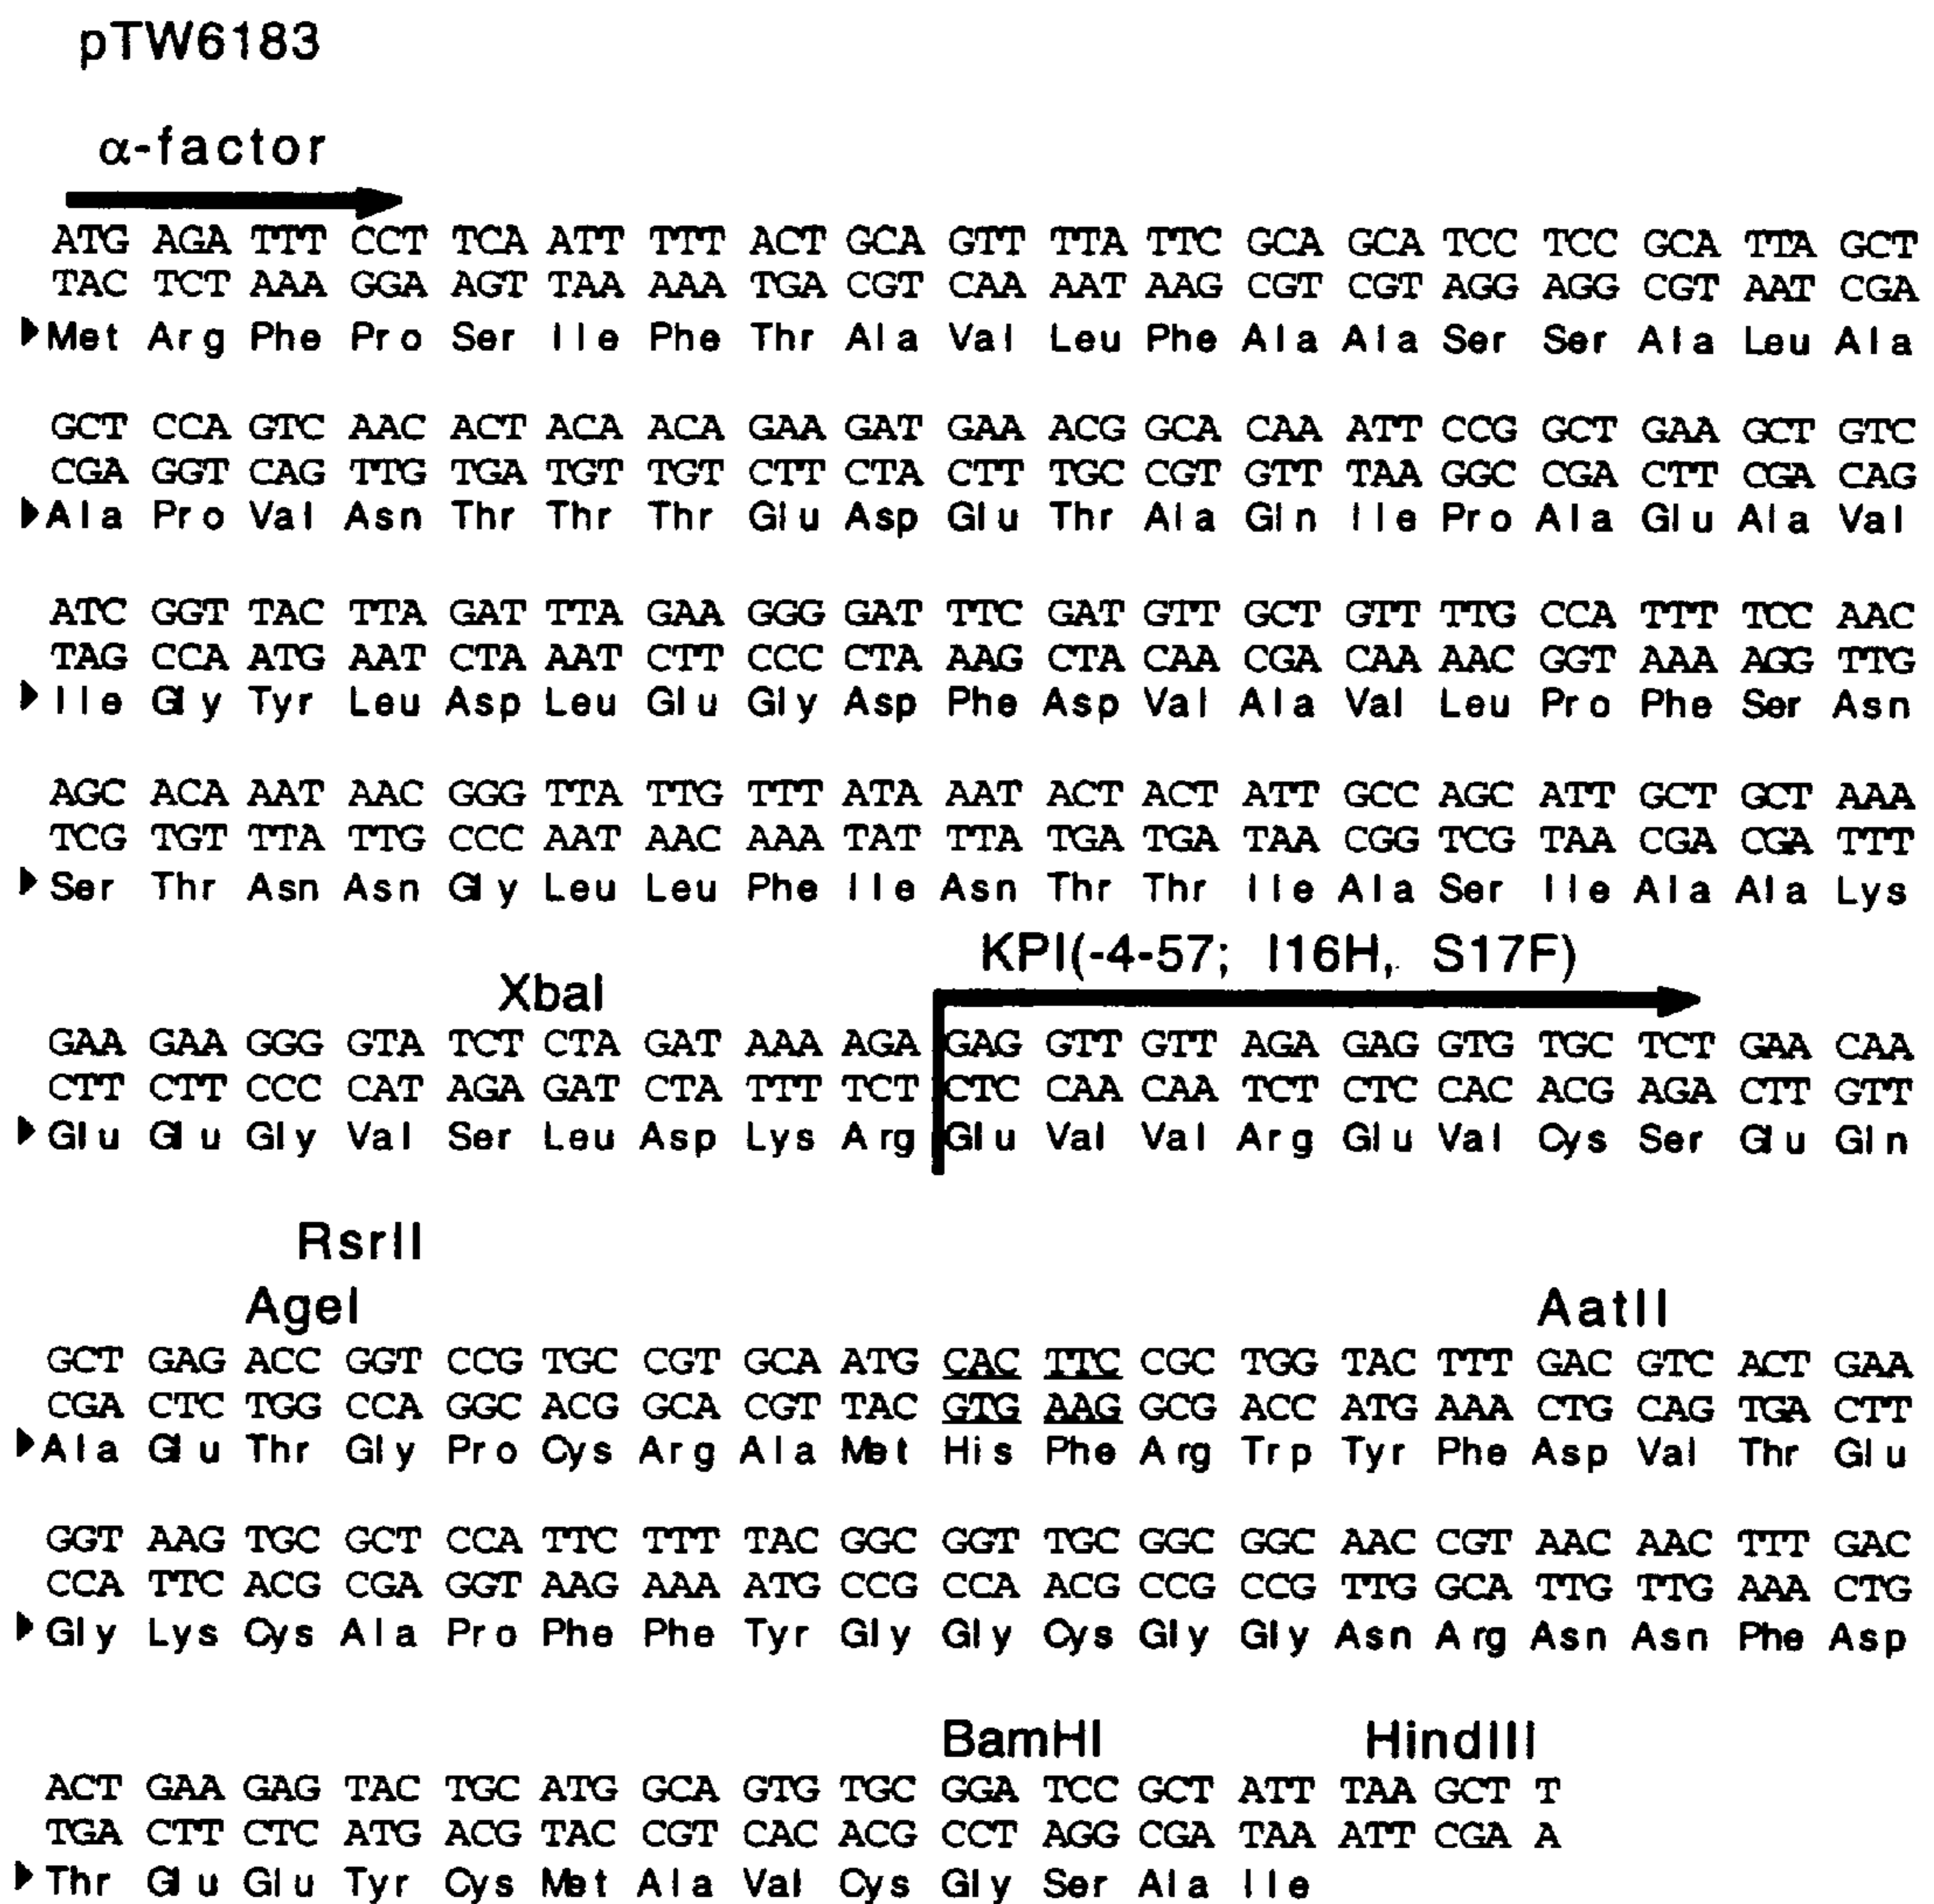 pTW6183
α-factor
ATG AGA TTT CCT TCA ATT TTT ACT GCA GTT TTA TTC GCA GCA TCC TCC GCA TTA GCT
TAC TCT AAA GGA AGT TAA AAA TGA CGT CAA AAT AAG CGT CGT AGG AGG CGT AAT CGA
Met Arg Phe Pro Ser Ile Phe Thr Ala Val Leu Phe Ala Ala Ser Ser Ala Leu Ala
GCT CCA GTC AAC ACT ACA ACA GAA GAT GAA ACG GCA CAA ATT CCG GCT GAA GCT GTC
CGA GGT CAG TTG TGA TGT TGT CTT CTA CTT TGC CGT GTT TAA GGC CGA CTT CGA CAG
Ala Pro Val Asn Thr Thr Thr Glu Asp Glu Thr Ala Gln Ile Pro Ala Glu Ala Val
ATC GGT TAC TTA GAT TTA GAA GGG GAT TTC GAT GTT GCT GTT TTG CCA TTT TCC AAC
TAG CCA ATG AAT CTA AAT CTT CCC CTA AAG CTA CAA CGA CAA AAC GGT AAA AGG TTG
Ile Gly Tyr Leu Asp Leu Glu Gly Asp Phe Asp Val Ala Val Leu Pro Phe Ser Asn
AGC ACA AAT AAC GGG TTA TTG TTT ATA AAT ACT ACT ATT GCC AGC ATT GCT GCT AAA
TCG TGT TTA TTG CCC AAT AAC AAA TAT TTA TGA TGA TAA CGG TCG TAA CGA CGA TTT
Ser Thr Asn Asn Gly Leu Leu Phe Ile Asn Thr Thr Ile Ala Ser Ile Ala Ala Lys
KPI(-4-57; I16H, S17F)
XbaI
GAA GAA GGG GTA TCT CTA GAT AAA AGA GAG GTT GTT AGA GAG GTG TGC TCT GAA CAA
CTT CTT CCC CAT AGA GAT CTA TTT TCT CTC CAA CAA TCT CTC CAC ACG AGA CTT GTT
Glu Glu Gly Val Ser Leu Asp Lys Arg Glu Val Val Arg Glu Val Cys Ser Glu Gln
RsrII
AgeI AatII
GCT GAG ACC GGT CCG TGC CGT GCA ATG CAC TTC CGC TGG TAC TTT GAC GTC ACT GAA
CGA CTC TGG CCA GGC ACG GCA CGT TAC GTG AAG GCG ACC ATG AAA CTG CAG TGA CTT
Ala Glu Thr Gly Pro Cys Arg Ala Met His Phe Arg Trp Tyr Phe Asp Val Thr Glu
GGT AAG TGC GCT CCA TTC TTT TAC GGC GGT TGC GGC GGC AAC CGT AAC AAC TTT GAC
CCA TTC ACG CGA GGT AAG AAA ATG CCG CCA ACG CCG CCG TTG GCA TTG TTG AAA CTG
Gly Lys Cys Ala Pro Phe Phe Tyr Gly Gly Cys Gly Gly Asn Arg Asn Asn Phe Asp
BamHI HindIII
ACT GAA GAG TAC TGC ATG GCA GTG TGC GGA TCC GCT ATT TAA GCT T
TGA CTT CTC ATG ACG TAC CGT CAC ACG CCT AGG CGA TAA ATT CGA A
Thr Glu Glu Tyr Cys Met Ala Val Cys Gly Ser Ala Ile